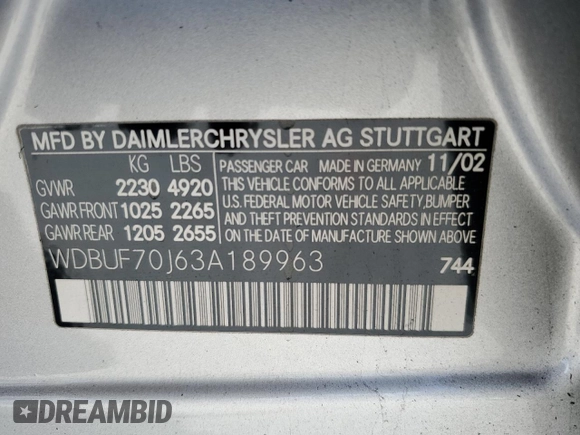 MFD BY DAIMLERCHRYSLER AG STUTTGART
KG LBS
GVWR 2230 4920
GAWR FRONT 1025 2265
GAWR REAR 1205 2655
PASSENGER CAR MADE IN GERMANY 11/02
THIS VEHICLE CONFORMS TO ALL APPLICABLE
U.S. FEDERAL MOTOR VEHICLE SAFETY, BUMPER
AND THEFT PREVENTION STANDARDS IN EFFECT
ON THE DATE OF MANUFACTURE SHOWN ABOVE.
WDBUF70J63A189963
744
DREAMBID